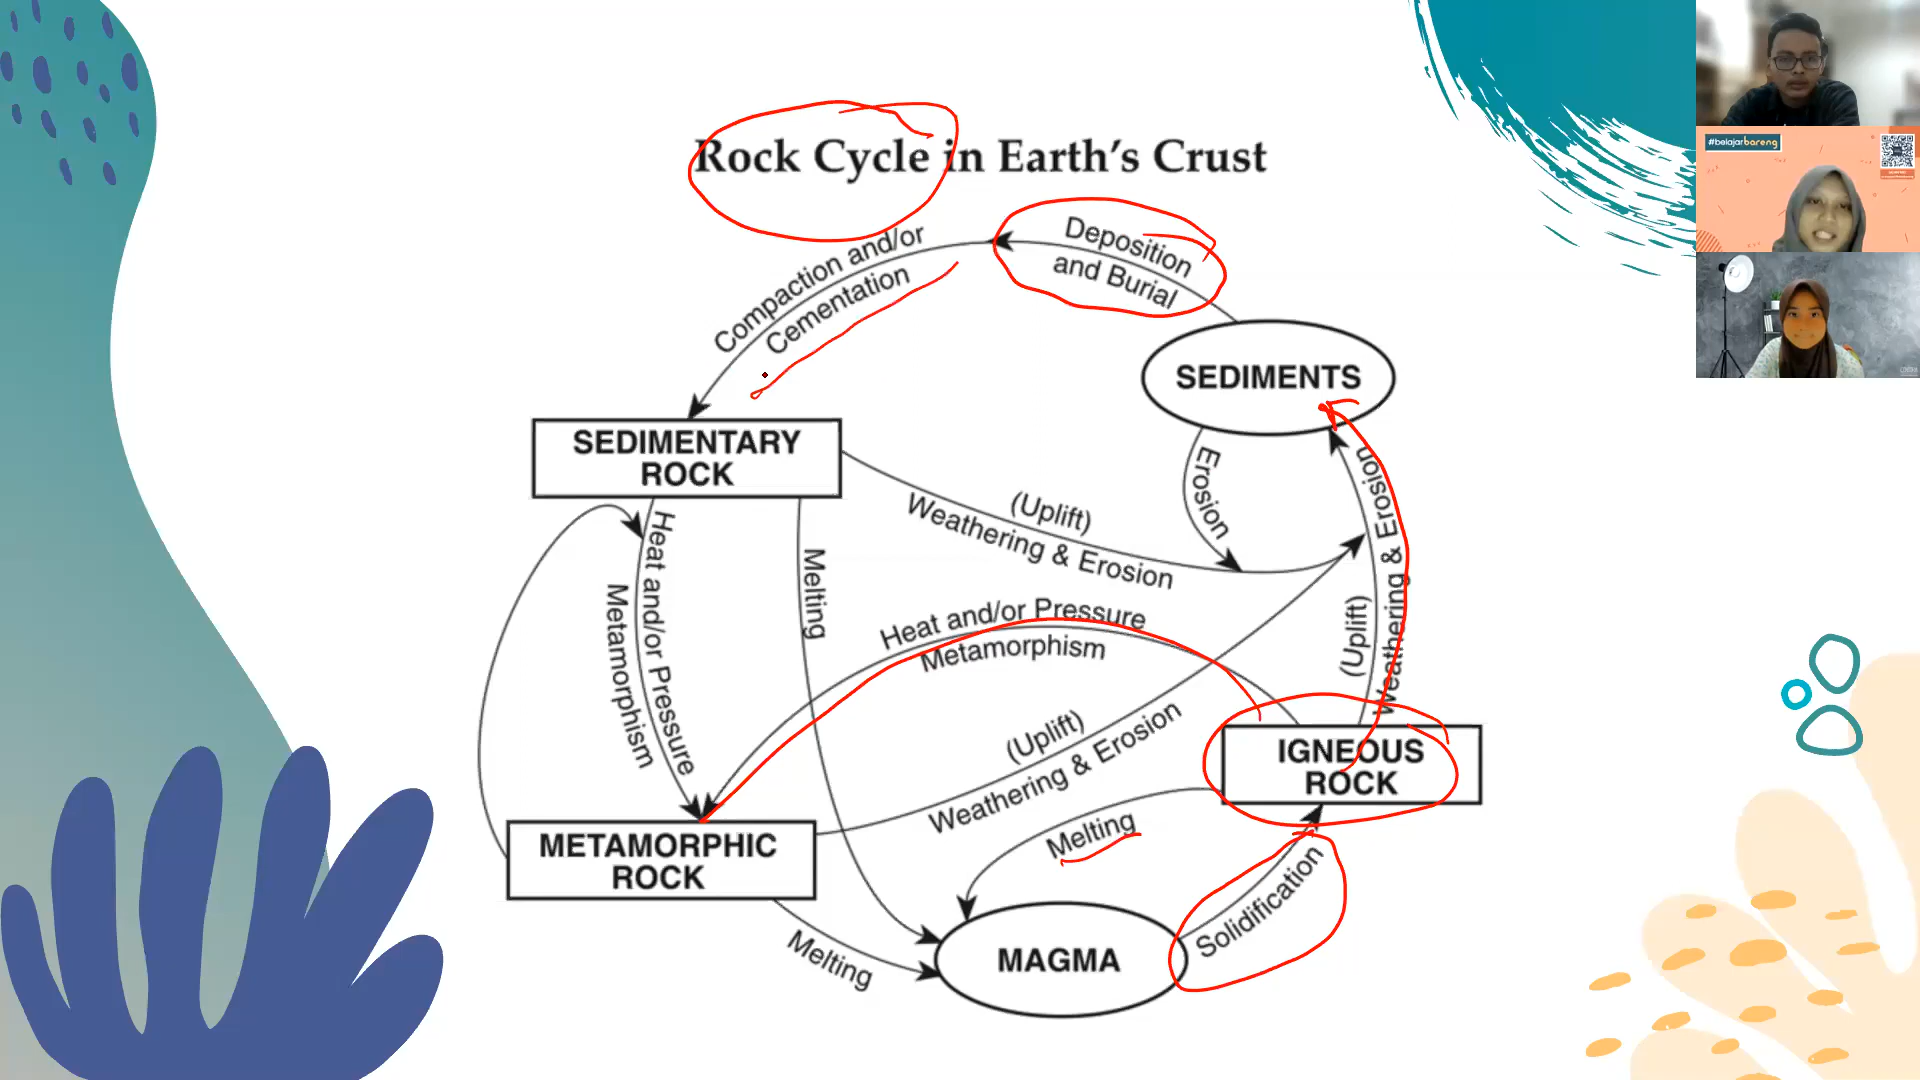 Rock Cycle in Earth's Crust
Deposition
and Burial
Compaction and/or
Cementation
SEDIMENTS
SEDIMENTARY
ROCK
Erosion
(Uplift)
Weathering & Erosion
(Uplift)
Weathering & Erosion
Heat and/or Pressure
Metamorphism
Melting
Heat and/or Pressure
Metamorphism
(Uplift)
Weathering & Erosion
IGNEOUS
ROCK
Melting
METAMORPHIC
ROCK
Solidification
Melting
MAGMA
#belajarbareng